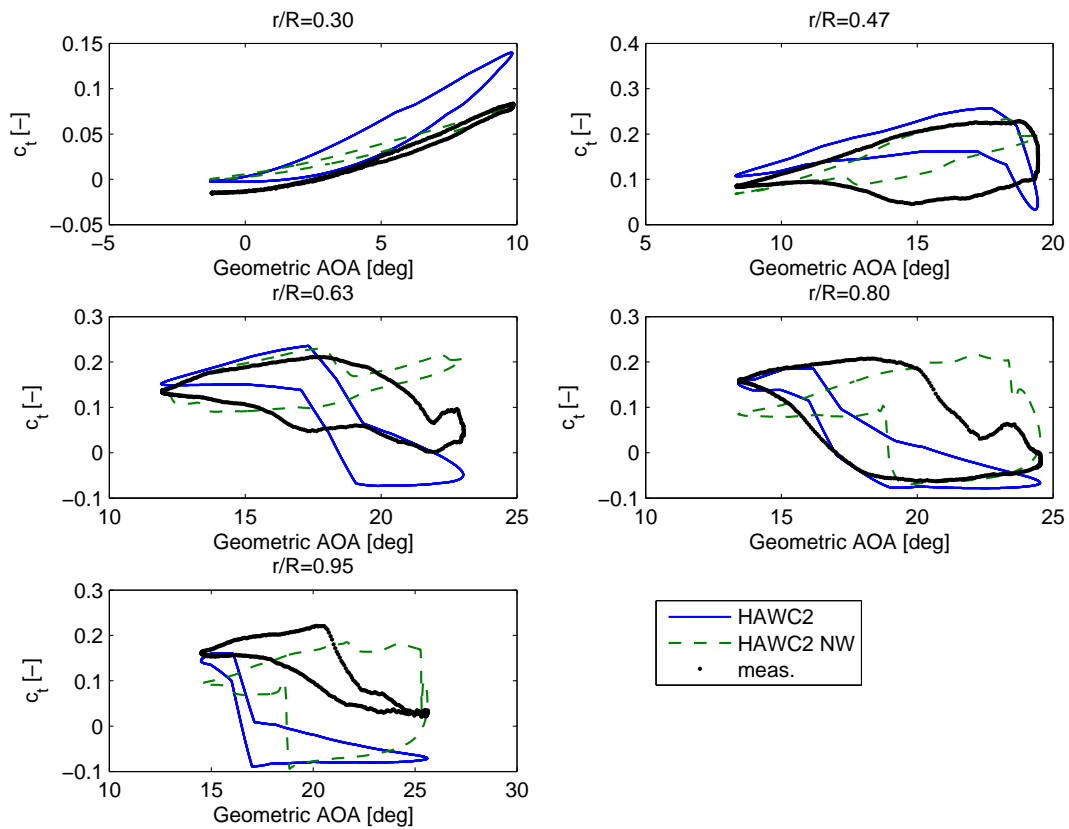 r/R=0.30
0.15
0.1
0.05
0
−0.05
c_t [−]
−5
0
5
10
Geometric AOA [deg]
r/R=0.47
0.4
0.3
0.2
0.1
0
c_t [−]
5
10
15
20
Geometric AOA [deg]
r/R=0.63
0.3
0.2
0.1
0
−0.1
c_t [−]
10
15
20
25
Geometric AOA [deg]
r/R=0.80
0.3
0.2
0.1
0
−0.1
c_t [−]
10
15
20
25
Geometric AOA [deg]
r/R=0.95
0.3
0.2
0.1
0
−0.1
c_t [−]
10
15
20
25
30
Geometric AOA [deg]
HAWC2
HAWC2 NW
meas.